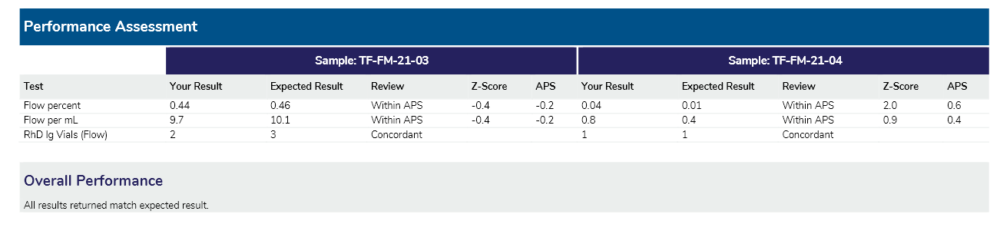 Performance Assessment
Sample: TF-FM-21-03 Sample: TF-FM-21-04
Test Your Result Expected Result Review Z-Score APS Your Result Expected Result Review Z-Score APS
Flow percent 0.44 0.46 Within APS -0.4 -0.2 0.04 0.01 Within APS 2.0 0.6
Flow per mL 9.7 10.1 Within APS -0.4 -0.2 0.8 0.4 Within APS 0.9 0.4
RhD Ig Vials (Flow) 2 3 Concordant 1 1 Concordant
Overall Performance
All results returned match expected result.